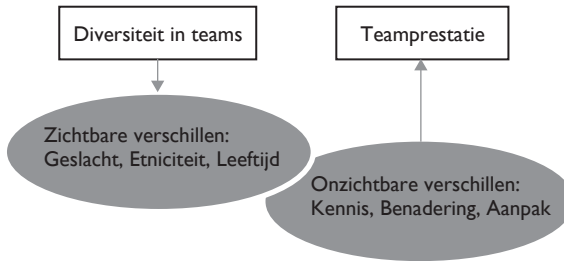 Diversiteit in teams
Teamprestatie
Zichtbare verschillen:
Geslacht, Etniciteit, Leeftijd
Onzichtbare verschillen:
Kennis, Benadering, Aanpak